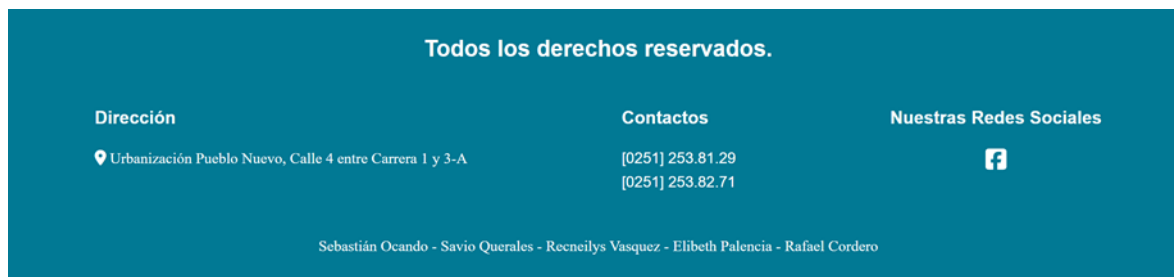 Todos los derechos reservados.
Dirección
Urbanización Pueblo Nuevo, Calle 4 entre Carrera 1 y 3-A
Contactos
[0251] 253.81.29
[0251] 253.82.71
Nuestras Redes Sociales
Sebastián Ocando - Savio Querales - Recneilys Vasquez - Elibeth Palencia - Rafael Cordero